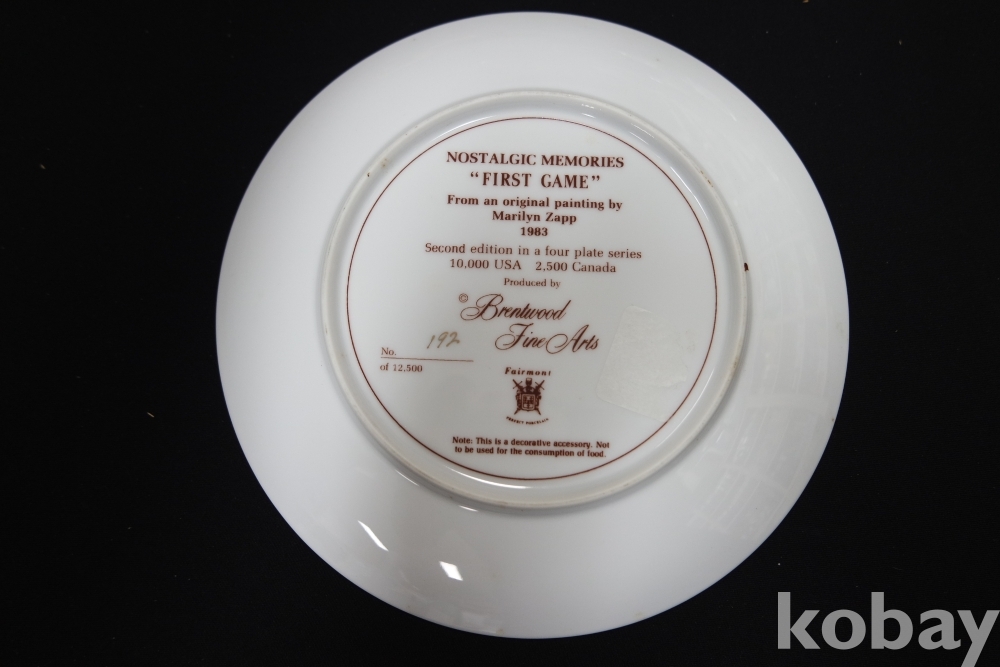 NOSTALGIC MEMORIES
“FIRST GAME”
From an original painting by
Marilyn Zapp
1983
Second edition in a four plate series
10,000 USA 2,500 Canada
Produced by
© Brentwood
Fine Arts
No. 192
of 12,500
Fairmont
Note: This is a decorative accessory. Not
to be used for the consumption of food.
kobay